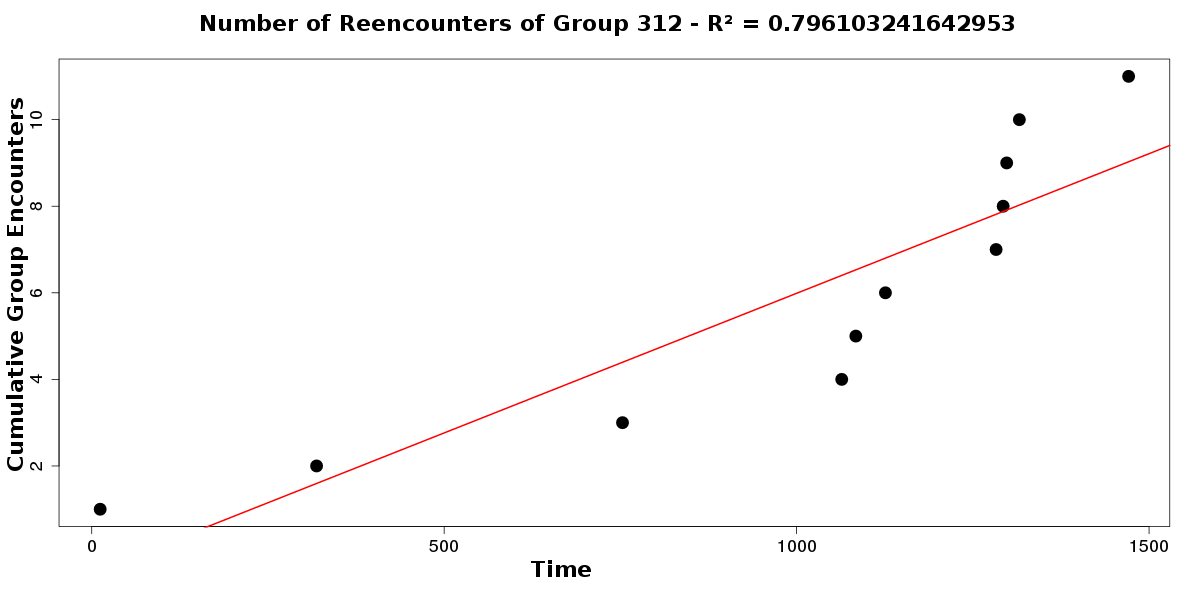 Number of Reencounters of Group 312 - R² = 0.796103241642953
Cumulative Group Encounters
10
8
6
4
2
0 500 1000 1500
Time